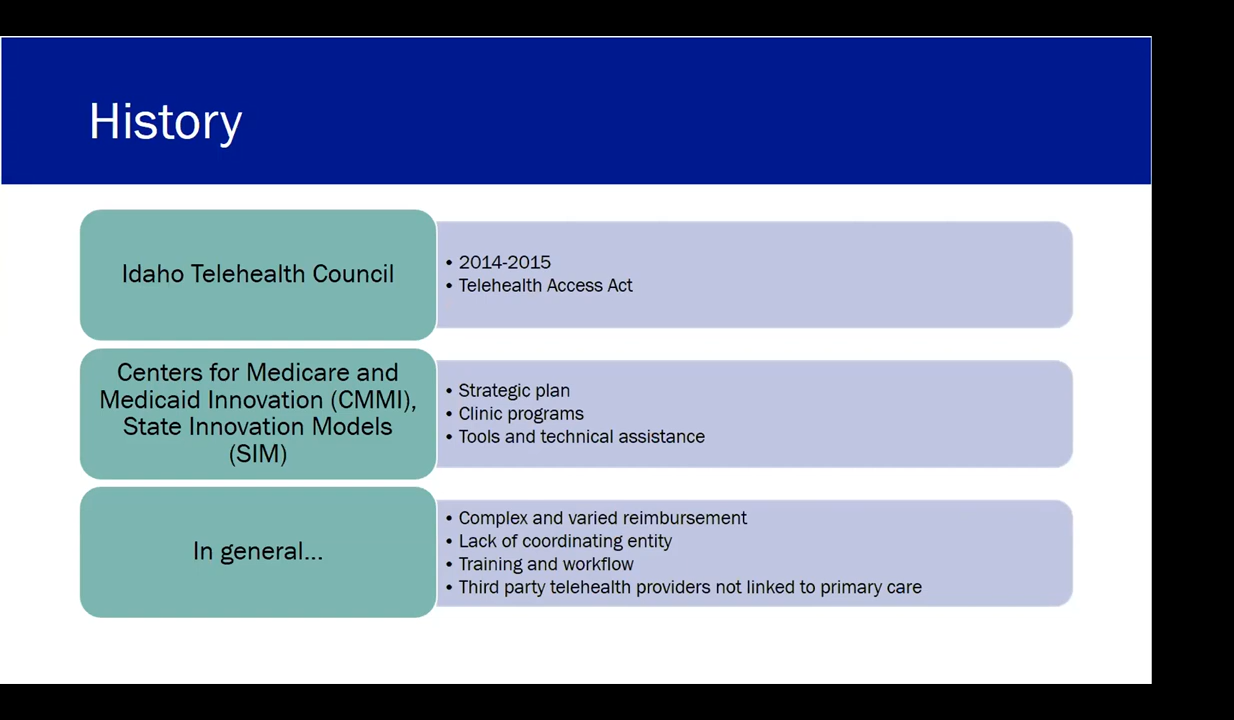 History
Idaho Telehealth Council
• 2014-2015
• Telehealth Access Act
Centers for Medicare and
Medicaid Innovation (CMMI),
State Innovation Models
(SIM)
• Strategic plan
• Clinic programs
• Tools and technical assistance
In general...
• Complex and varied reimbursement
• Lack of coordinating entity
• Training and workflow
• Third party telehealth providers not linked to primary care